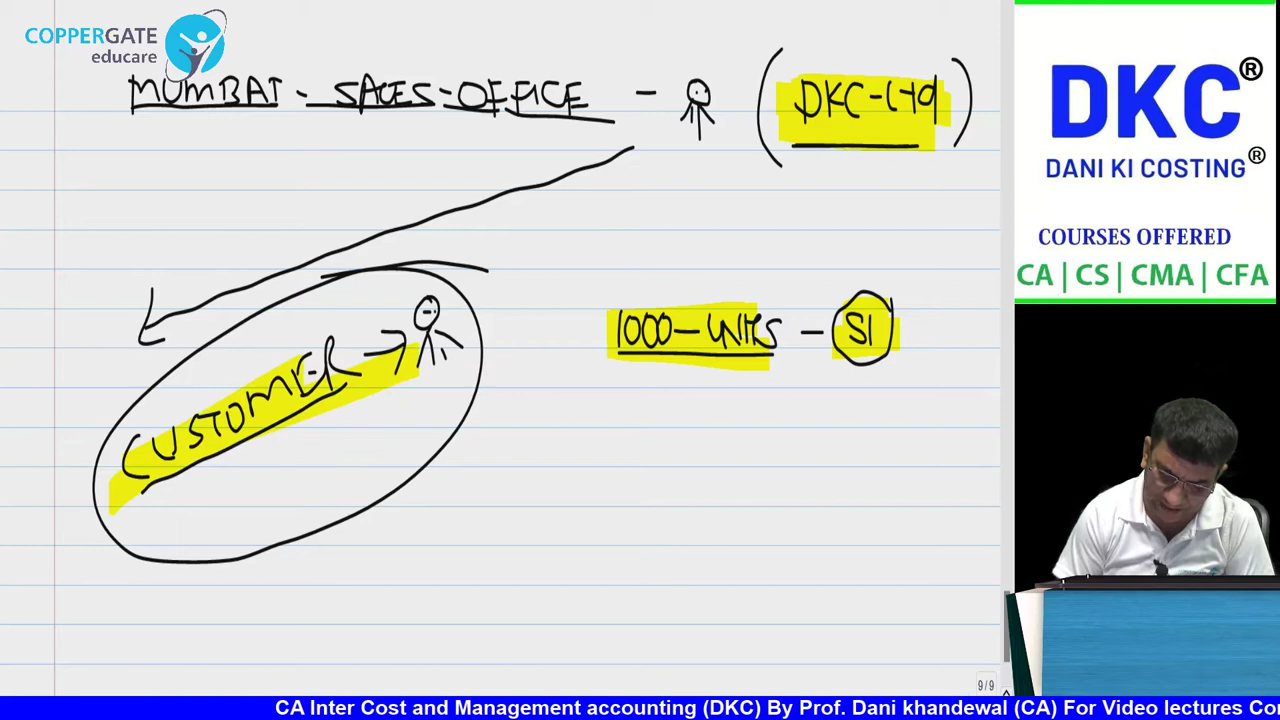 COPPERGATE
educare
MUMBAI - SALES - OFFICE - (DKC-Ltd)
1000 - UNITS - S1
CUSTOMER →
9/9
DKC®
DANI KI COSTING®
COURSES OFFERED
CA | CS | CMA | CFA
CA Inter Cost and Management accounting (DKC) By Prof. Dani khandewal (CA) For Video lectures Co